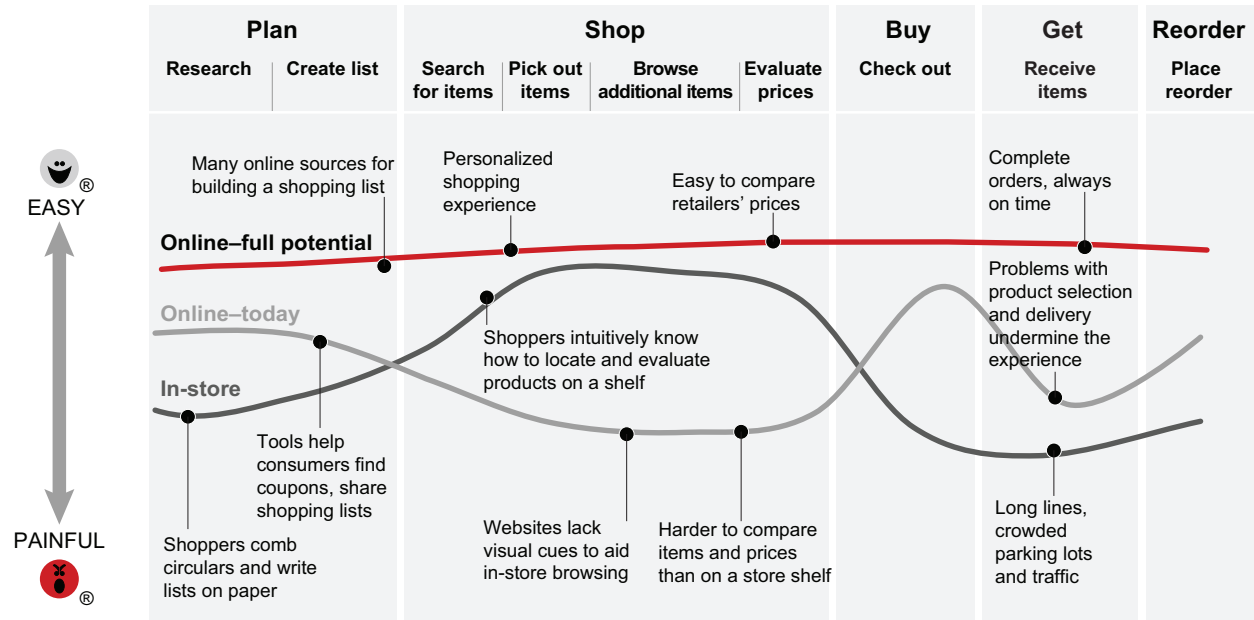 Plan
Shop
Buy
Get
Reorder
Research
Create list
Search
for items
Pick out
items
Browse
additional items
Evaluate
prices
Check out
Receive
items
Place
reorder
®
EASY
PAINFUL
®
Many online sources for
building a shopping list
Personalized
shopping
experience
Easy to compare
retailers’ prices
Complete
orders, always
on time
Online–full potential
Online–today
In-store
Shoppers intuitively know
how to locate and evaluate
products on a shelf
Problems with
product selection
and delivery
undermine the
experience
Tools help
consumers find
coupons, share
shopping lists
Shoppers comb
circulars and write
lists on paper
Websites lack
visual cues to aid
in-store browsing
Harder to compare
items and prices
than on a store shelf
Long lines,
crowded
parking lots
and traffic